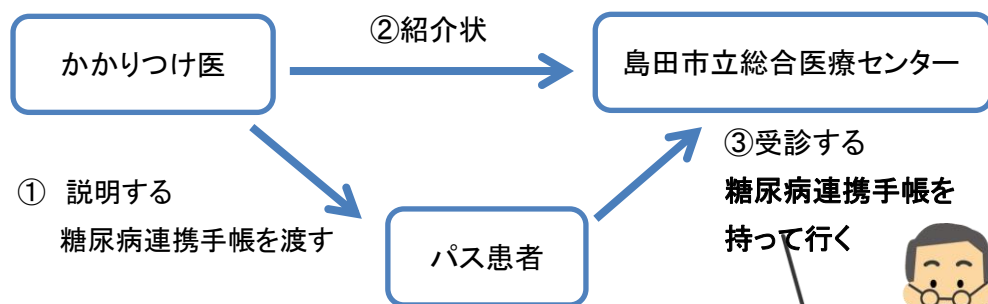 ②紹介状
かかりつけ医
島田市立総合医療センター
① 説明する
糖尿病連携手帳を渡す
パス患者
③受診する
糖尿病連携手帳を
持って行く